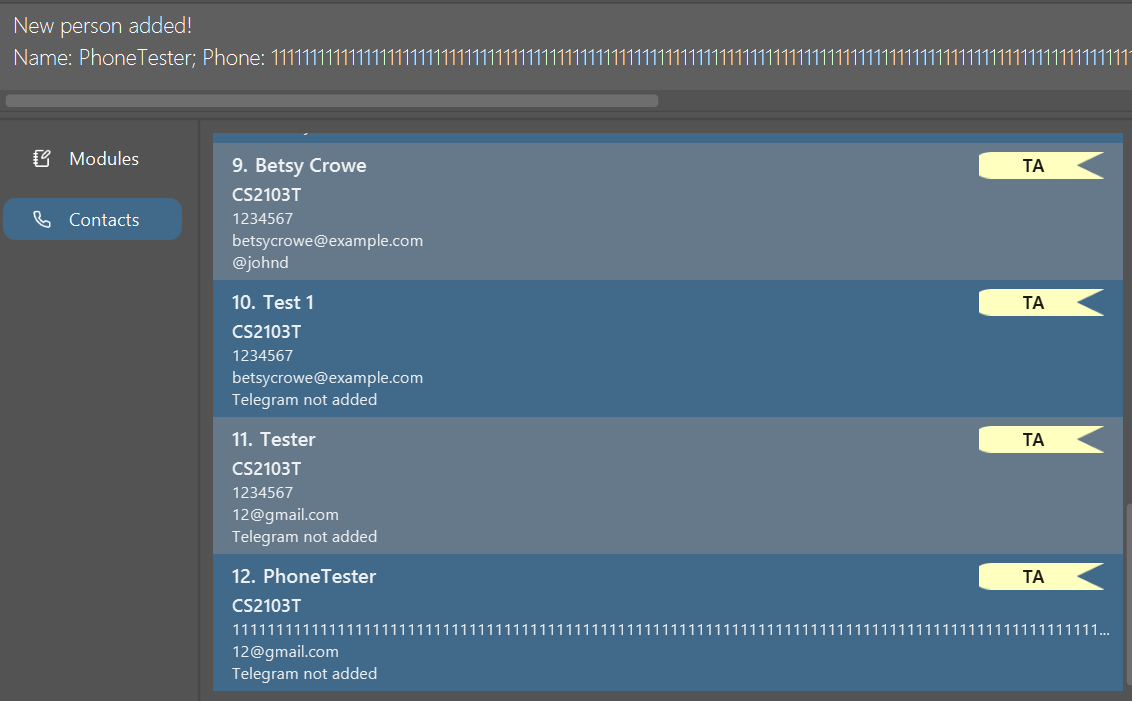 New person added!
Name: PhoneTester; Phone:
Modules
Contacts
9. Betsy Crowe
TA
CS2103T
1234567
betsycrowe@example.com
@johnd
10. Test 1
TA
CS2103T
1234567
betsycrowe@example.com
Telegram not added
11. Tester
TA
CS2103T
1234567
12@gmail.com
Telegram not added
12. PhoneTester
TA
CS2103T
12@gmail.com
Telegram not added